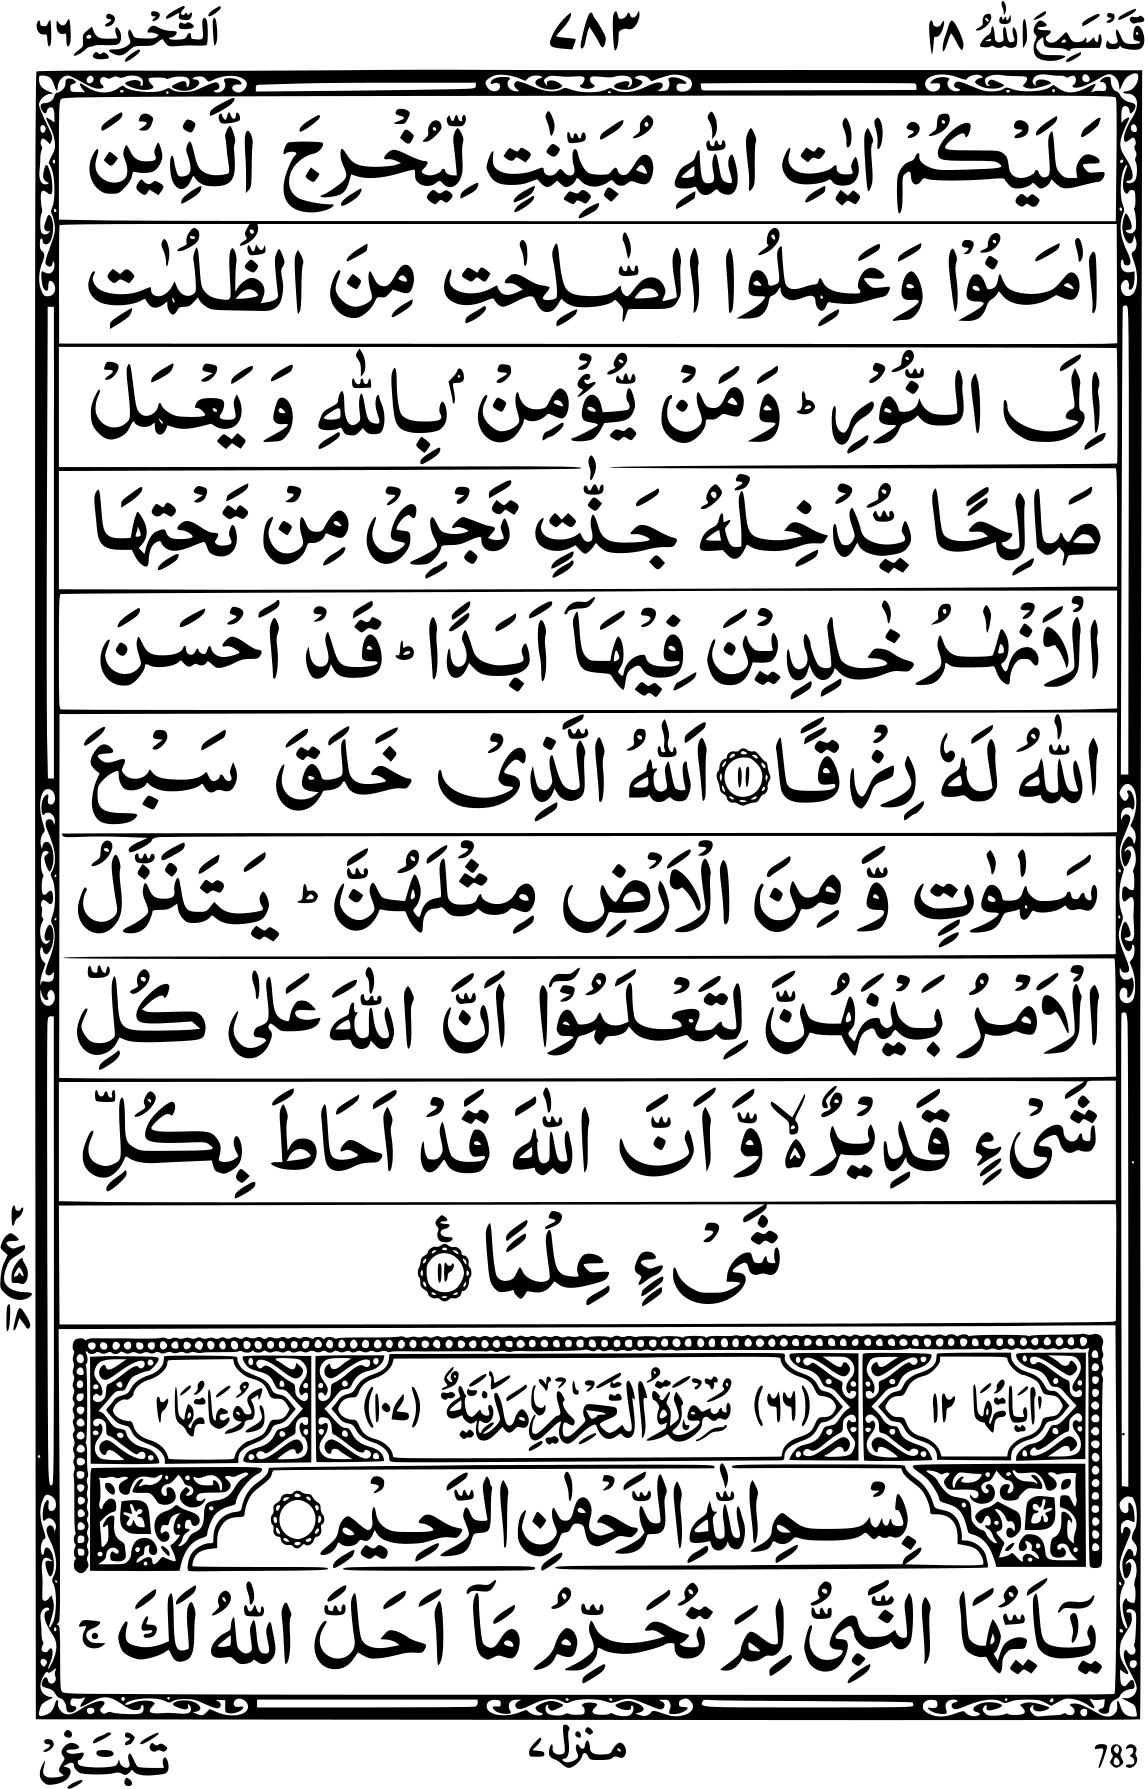 قَدْسَمِعَ اللّٰهُ ۲۸ ۷۸۳ اَلتَّحْرِيْم ۶۶
عَلَيْكُمْ اٰيٰتِ اللّٰهِ مُبَيِّنٰتٍ لِّيُخْرِجَ الَّذِيْنَ
اٰمَنُوْا وَعَمِلُوا الصّٰلِحٰتِ مِنَ الظُّلُمٰتِ
اِلَى النُّوْرِ ؕ وَمَنْ يُّؤْمِنْۢ بِاللّٰهِ وَ يَعْمَلْ
صَالِحًا يُّدْخِلْهُ جَنّٰتٍ تَجْرِىْ مِنْ تَحْتِهَا
الْاَنْهٰرُ خٰلِدِيْنَ فِيْهَاۤ اَبَدًا ؕ قَدْ اَحْسَنَ
اللّٰهُ لَهٗ رِزْقًا ۝۱۱ اَللّٰهُ الَّذِىْ خَلَقَ سَبْعَ
سَمٰوٰتٍ وَّ مِنَ الْاَرْضِ مِثْلَهُنَّ ؕ يَتَنَزَّلُ
الْاَمْرُ بَيْنَهُنَّ لِتَعْلَمُوْۤا اَنَّ اللّٰهَ عَلٰى كُلِّ
شَىْءٍ قَدِيْرٌ ۙ۵ وَّ اَنَّ اللّٰهَ قَدْ اَحَاطَ بِكُلِّ
شَىْءٍ عِلْمًا ۝۱۲ ع
۲ ع ۵ ۱۸
اٰيَاتُهَا ۱۲ (۶۶) سُوْرَةُ التَّحْرِيْمِ مَدَنِيَّةٌ (۱۰۷) رُكُوْعَاتُهَا ۲
بِسْمِ اللّٰهِ الرَّحْمٰنِ الرَّحِيْمِ ۝
يٰۤاَيُّهَا النَّبِىُّ لِمَ تُحَرِّمُ مَاۤ اَحَلَّ اللّٰهُ لَكَ ۚ
783 منزل ۷ تَبْتَغِىْ